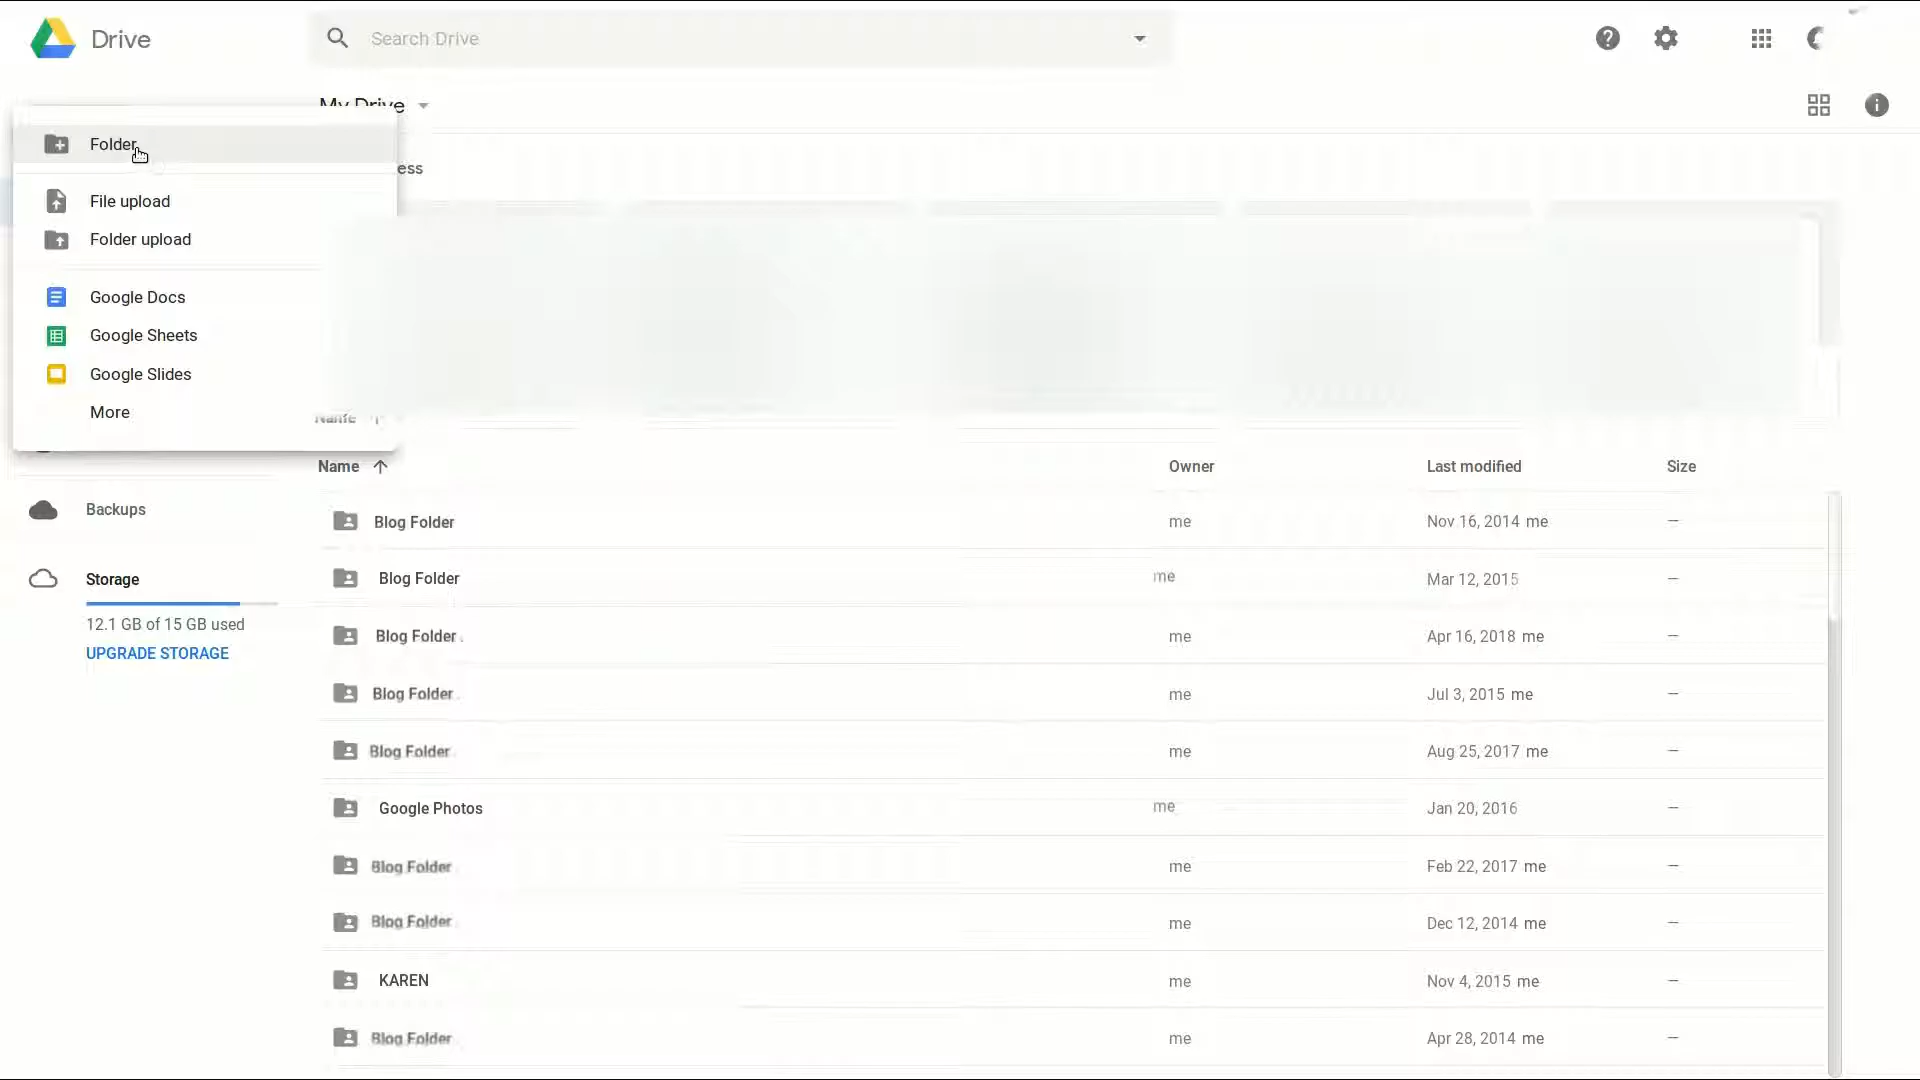 Drive
Search Drive
My Drive
Folder
ess
File upload
Folder upload
Google Docs
Google Sheets
Google Slides
More
Name
Name Owner Last modified Size
Blog Folder me Nov 16, 2014 me —
Backups
Blog Folder me Mar 12, 2015 —
Storage
12.1 GB of 15 GB used
Blog Folder me Apr 16, 2018 me —
UPGRADE STORAGE
Blog Folder me Jul 3, 2015 me —
Blog Folder me Aug 25, 2017 me —
Google Photos me Jan 20, 2016 —
Blog Folder me Feb 22, 2017 me —
Blog Folder me Dec 12, 2014 me —
KAREN me Nov 4, 2015 me —
Blog Folder me Apr 28, 2014 me —